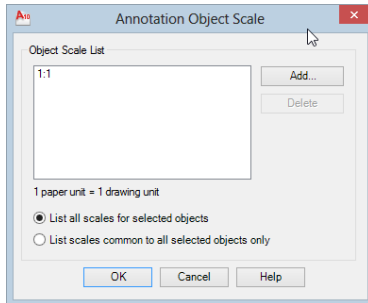 A10
Annotation Object Scale
Object Scale List
1:1
Add...
Delete
1 paper unit = 1 drawing unit
List all scales for selected objects
List scales common to all selected objects only
OK
Cancel
Help